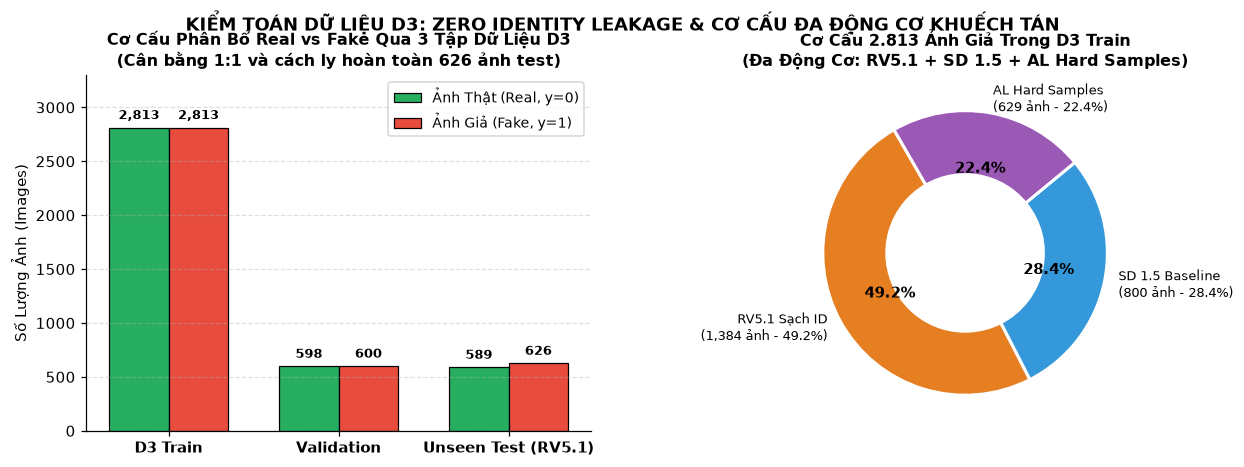 KIỂM TOÁN DỮ LIỆU D3: ZERO IDENTITY LEAKAGE & CƠ CẤU ĐA ĐỘNG CƠ KHUẾCH TÁN
Cơ Cấu Phân Bổ Real vs Fake Qua 3 Tập Dữ Liệu D3
(Cân bằng 1:1 và cách ly hoàn toàn 626 ảnh test)
Số Lượng Ảnh (Images)
3000
2500
2000
1500
1000
500
0
2,813
2,813
598
600
589
626
Ảnh Thật (Real, y=0)
Ảnh Giả (Fake, y=1)
D3 Train
Validation
Unseen Test (RV5.1)
Cơ Cấu 2.813 Ảnh Giả Trong D3 Train
(Đa Động Cơ: RV5.1 + SD 1.5 + AL Hard Samples)
AL Hard Samples
(629 ảnh - 22.4%)
22.4%
28.4%
SD 1.5 Baseline
(800 ảnh - 28.4%)
49.2%
RV5.1 Sạch ID
(1,384 ảnh - 49.2%)